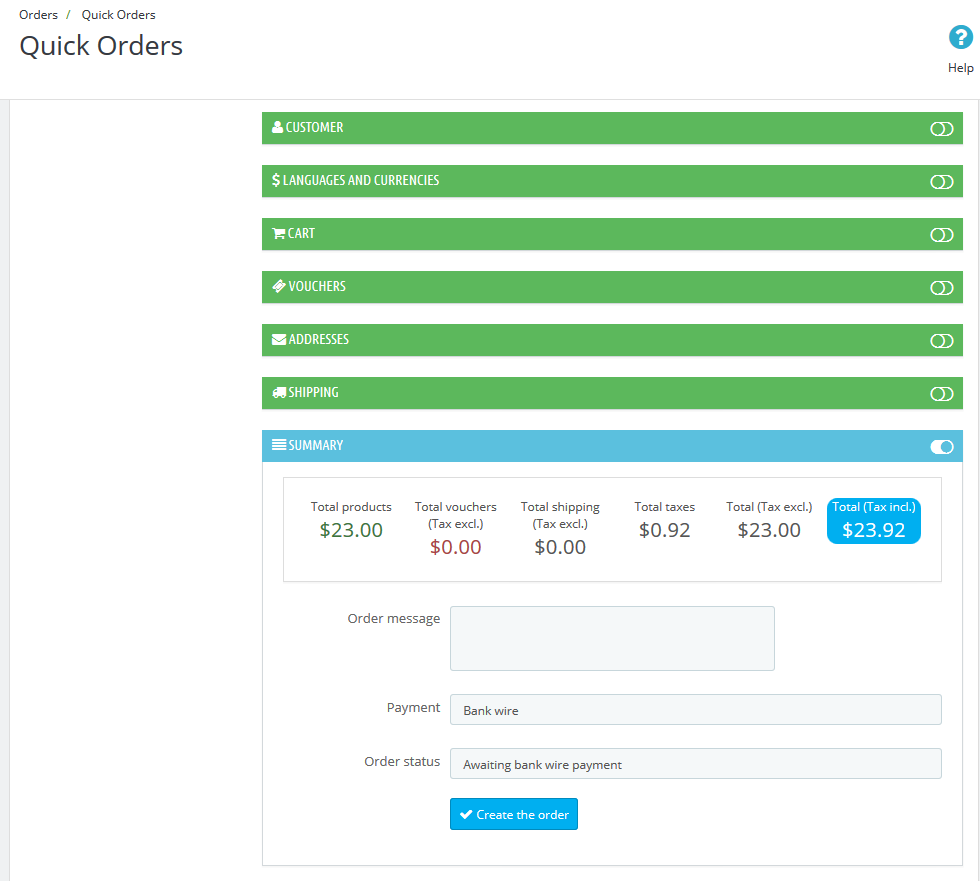 Orders / Quick Orders
Quick Orders
?
Help
CUSTOMER
$ LANGUAGES AND CURRENCIES
CART
VOUCHERS
ADDRESSES
SHIPPING
SUMMARY
Total products
$23.00
Total vouchers
(Tax excl.)
$0.00
Total shipping
(Tax excl.)
$0.00
Total taxes
$0.92
Total (Tax excl.)
$23.00
Total (Tax incl.)
$23.92
Order message
Payment
Bank wire
Order status
Awaiting bank wire payment
Create the order